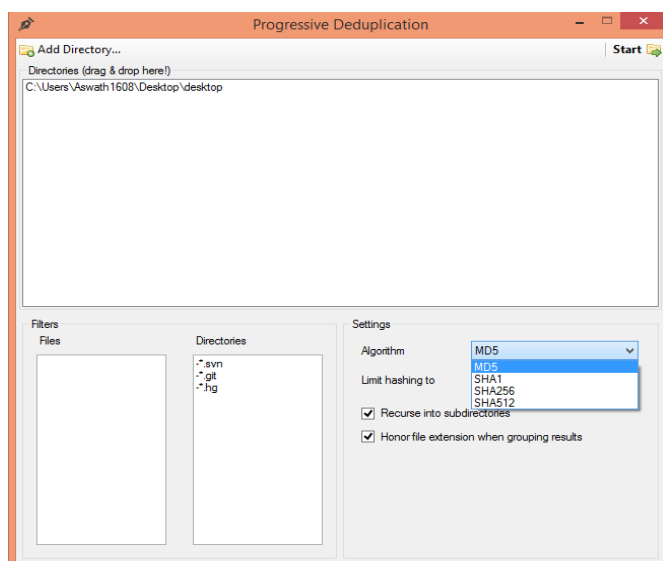 Progressive Deduplication
Add Directory...
Start
Directories (drag & drop here!)
C:\Users\Aswath1608\Desktop\desktop
Filters
Files
Directories
-*.svn
-*.git
-*.hg
Settings
Algorithm
MD5
MD5
SHA1
SHA256
SHA512
Limit hashing to
Recurse into subdirectories
Honor file extension when grouping results